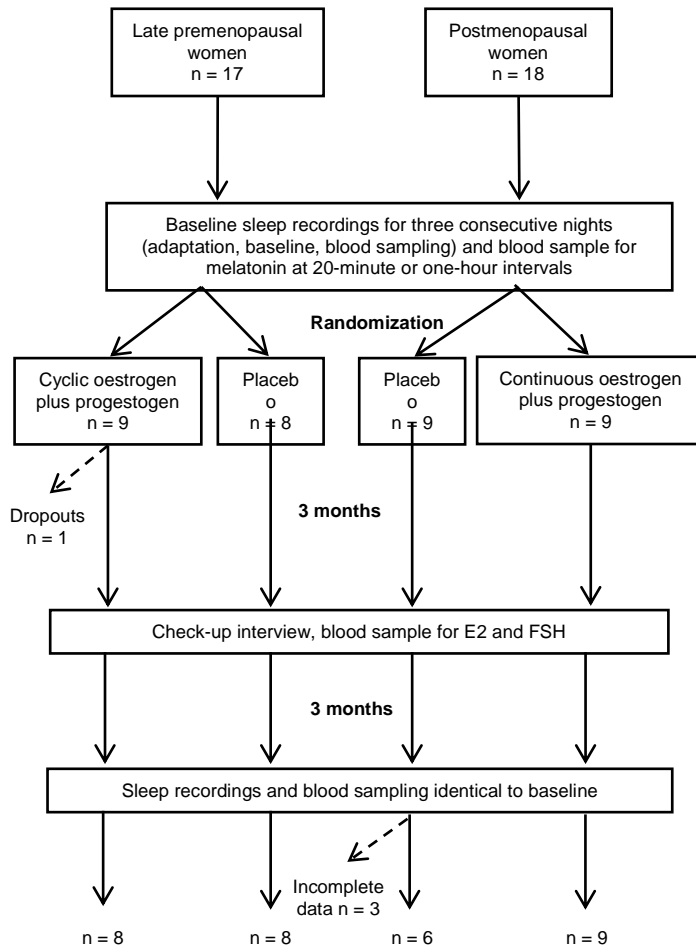 Late premenopausal
women
n = 17
Postmenopausal
women
n = 18
Baseline sleep recordings for three consecutive nights
(adaptation, baseline, blood sampling) and blood sample for
melatonin at 20-minute or one-hour intervals
Randomization
Cyclic oestrogen
plus progestogen
n = 9
Placeb
o
n = 8
Placeb
o
n = 9
Continuous oestrogen
plus progestogen
n = 9
Dropouts
n = 1
3 months
Check-up interview, blood sample for E2 and FSH
3 months
Sleep recordings and blood sampling identical to baseline
Incomplete
data n = 3
n = 8
n = 8
n = 6
n = 9